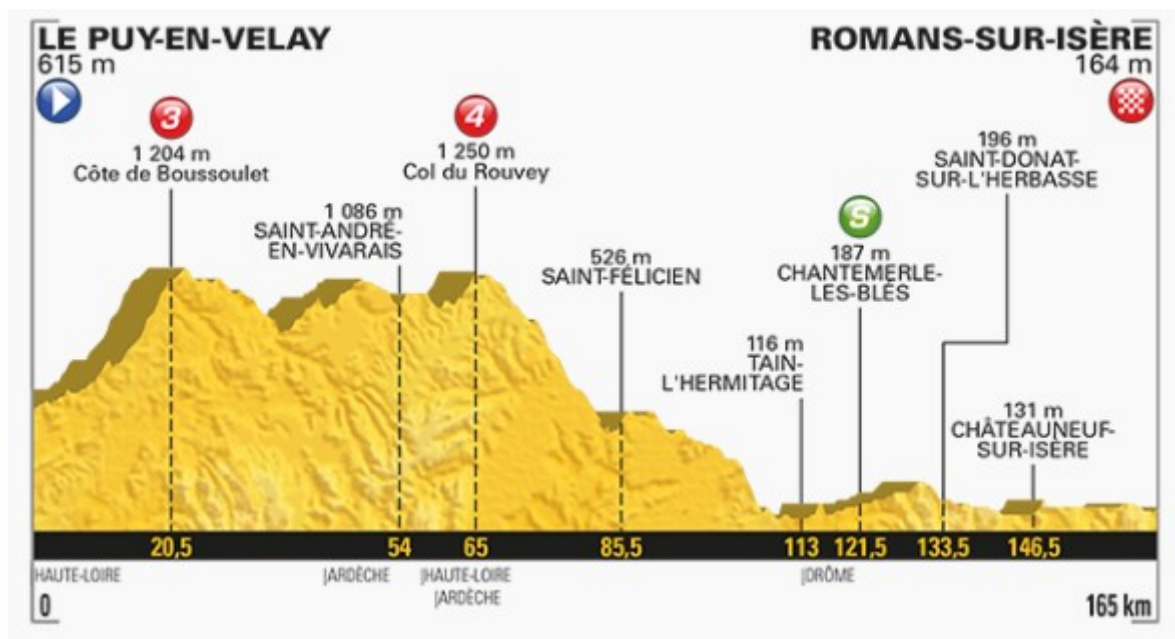 LE PUY-EN-VELAY
615 m
ROMANS-SUR-ISÈRE
164 m
3
1 204 m
Côte de Boussoulet
1 086 m
SAINT-ANDRÉ-
EN-VIVARAIS
4
1 250 m
Col du Rouvey
526 m
SAINT-FÉLICIEN
116 m
TAIN-
L'HERMITAGE
S
187 m
CHANTEMERLE-
LES-BLÉS
196 m
SAINT-DONAT-
SUR-L'HERBASSE
131 m
CHÂTEAUNEUF-
SUR-ISÈRE
20,5 54 65 85,5 113 121,5 133,5 146,5
|HAUTE-LOIRE |ARDÈCHE |HAUTE-LOIRE |DRÔME
|ARDÈCHE
0 165 km